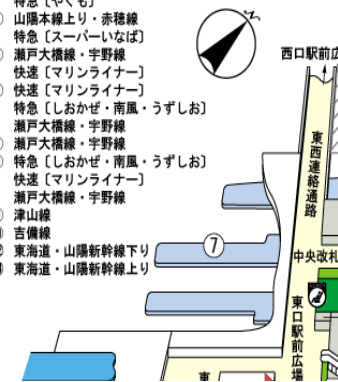 特急〔やくも〕
山陽本線上り・赤穂線
特急〔スーパーいなば〕
瀬戸大橋線・宇野線
快速〔マリンライナー〕
快速〔マリンライナー〕
特急〔しおかぜ・南風・うずしお〕
瀬戸大橋線・宇野線
瀬戸大橋線・宇野線
特急〔しおかぜ・南風・うずしお〕
快速〔マリンライナー〕
瀬戸大橋線・宇野線
津山線
吉備線
東海道・山陽新幹線下り
東海道・山陽新幹線上り
N
西口駅前広
東西連絡通路
⑦
中央改札
東口駅前広場
東